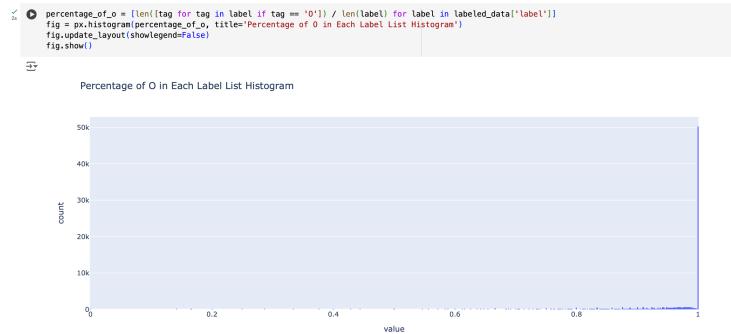 percentage_of_o = [len([tag for tag in label if tag == 'O']) / len(label) for label in labeled_data['label']]
fig = px.histogram(percentage_of_o, title='Percentage of O in Each Label List Histogram')
fig.update_layout(showlegend=False)
fig.show()
2s
Percentage of O in Each Label List Histogram
50k
40k
30k
20k
10k
0
count
0 0.2 0.4 0.6 0.8 1
value